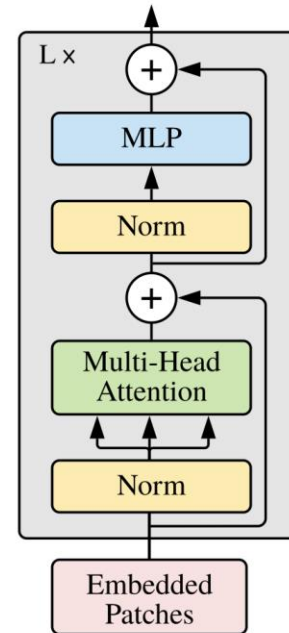 L ×
+
MLP
Norm
+
Multi-Head
Attention
Norm
Embedded
Patches